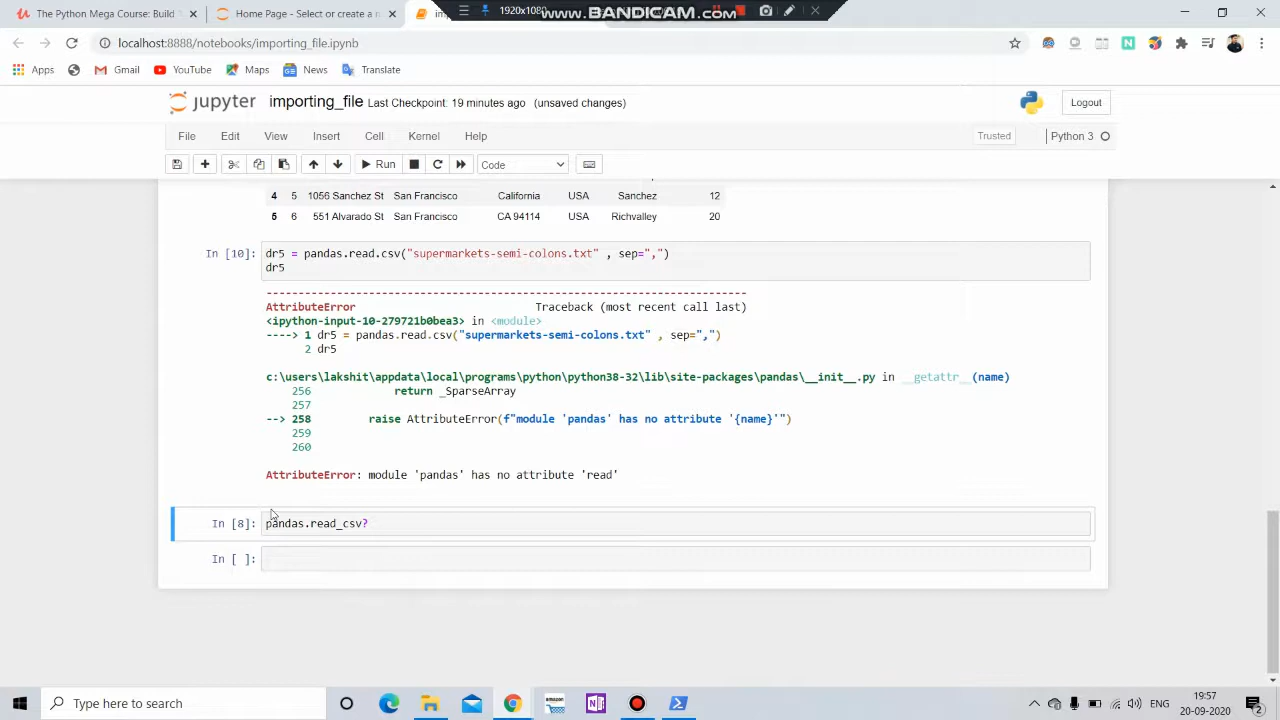 The Python Mega Course: Build
Home Page - Select or create a n
1920x1080
www.BANDICAM.com
localhost:8888/notebooks/importing_file.ipynb
Apps
Gmail
YouTube
Maps
News
Translate
jupyter importing_file Last Checkpoint: 19 minutes ago (unsaved changes)
Logout
File Edit View Insert Cell Kernel Help
Trusted
Python 3
Run
Code
4 5 1056 Sanchez St San Francisco California USA Sanchez 12
5 6 551 Alvarado St San Francisco CA 94114 USA Richvalley 20
In [10]: dr5 = pandas.read.csv("supermarkets-semi-colons.txt" , sep=",")
dr5
---------------------------------------------------------------------------
AttributeError Traceback (most recent call last)
<ipython-input-10-279721b0bea3> in <module>
----> 1 dr5 = pandas.read.csv("supermarkets-semi-colons.txt" , sep=",")
2 dr5
c:\users\lakshit\appdata\local\programs\python\python38-32\lib\site-packages\pandas\__init__.py in __getattr__(name)
256 return _SparseArray
257
--> 258 raise AttributeError(f"module 'pandas' has no attribute '{name}'")
259
260
AttributeError: module 'pandas' has no attribute 'read'
In [8]: pandas.read_csv?
In [ ]:
Type here to search
amazon
N
19:57
20-09-2020
2